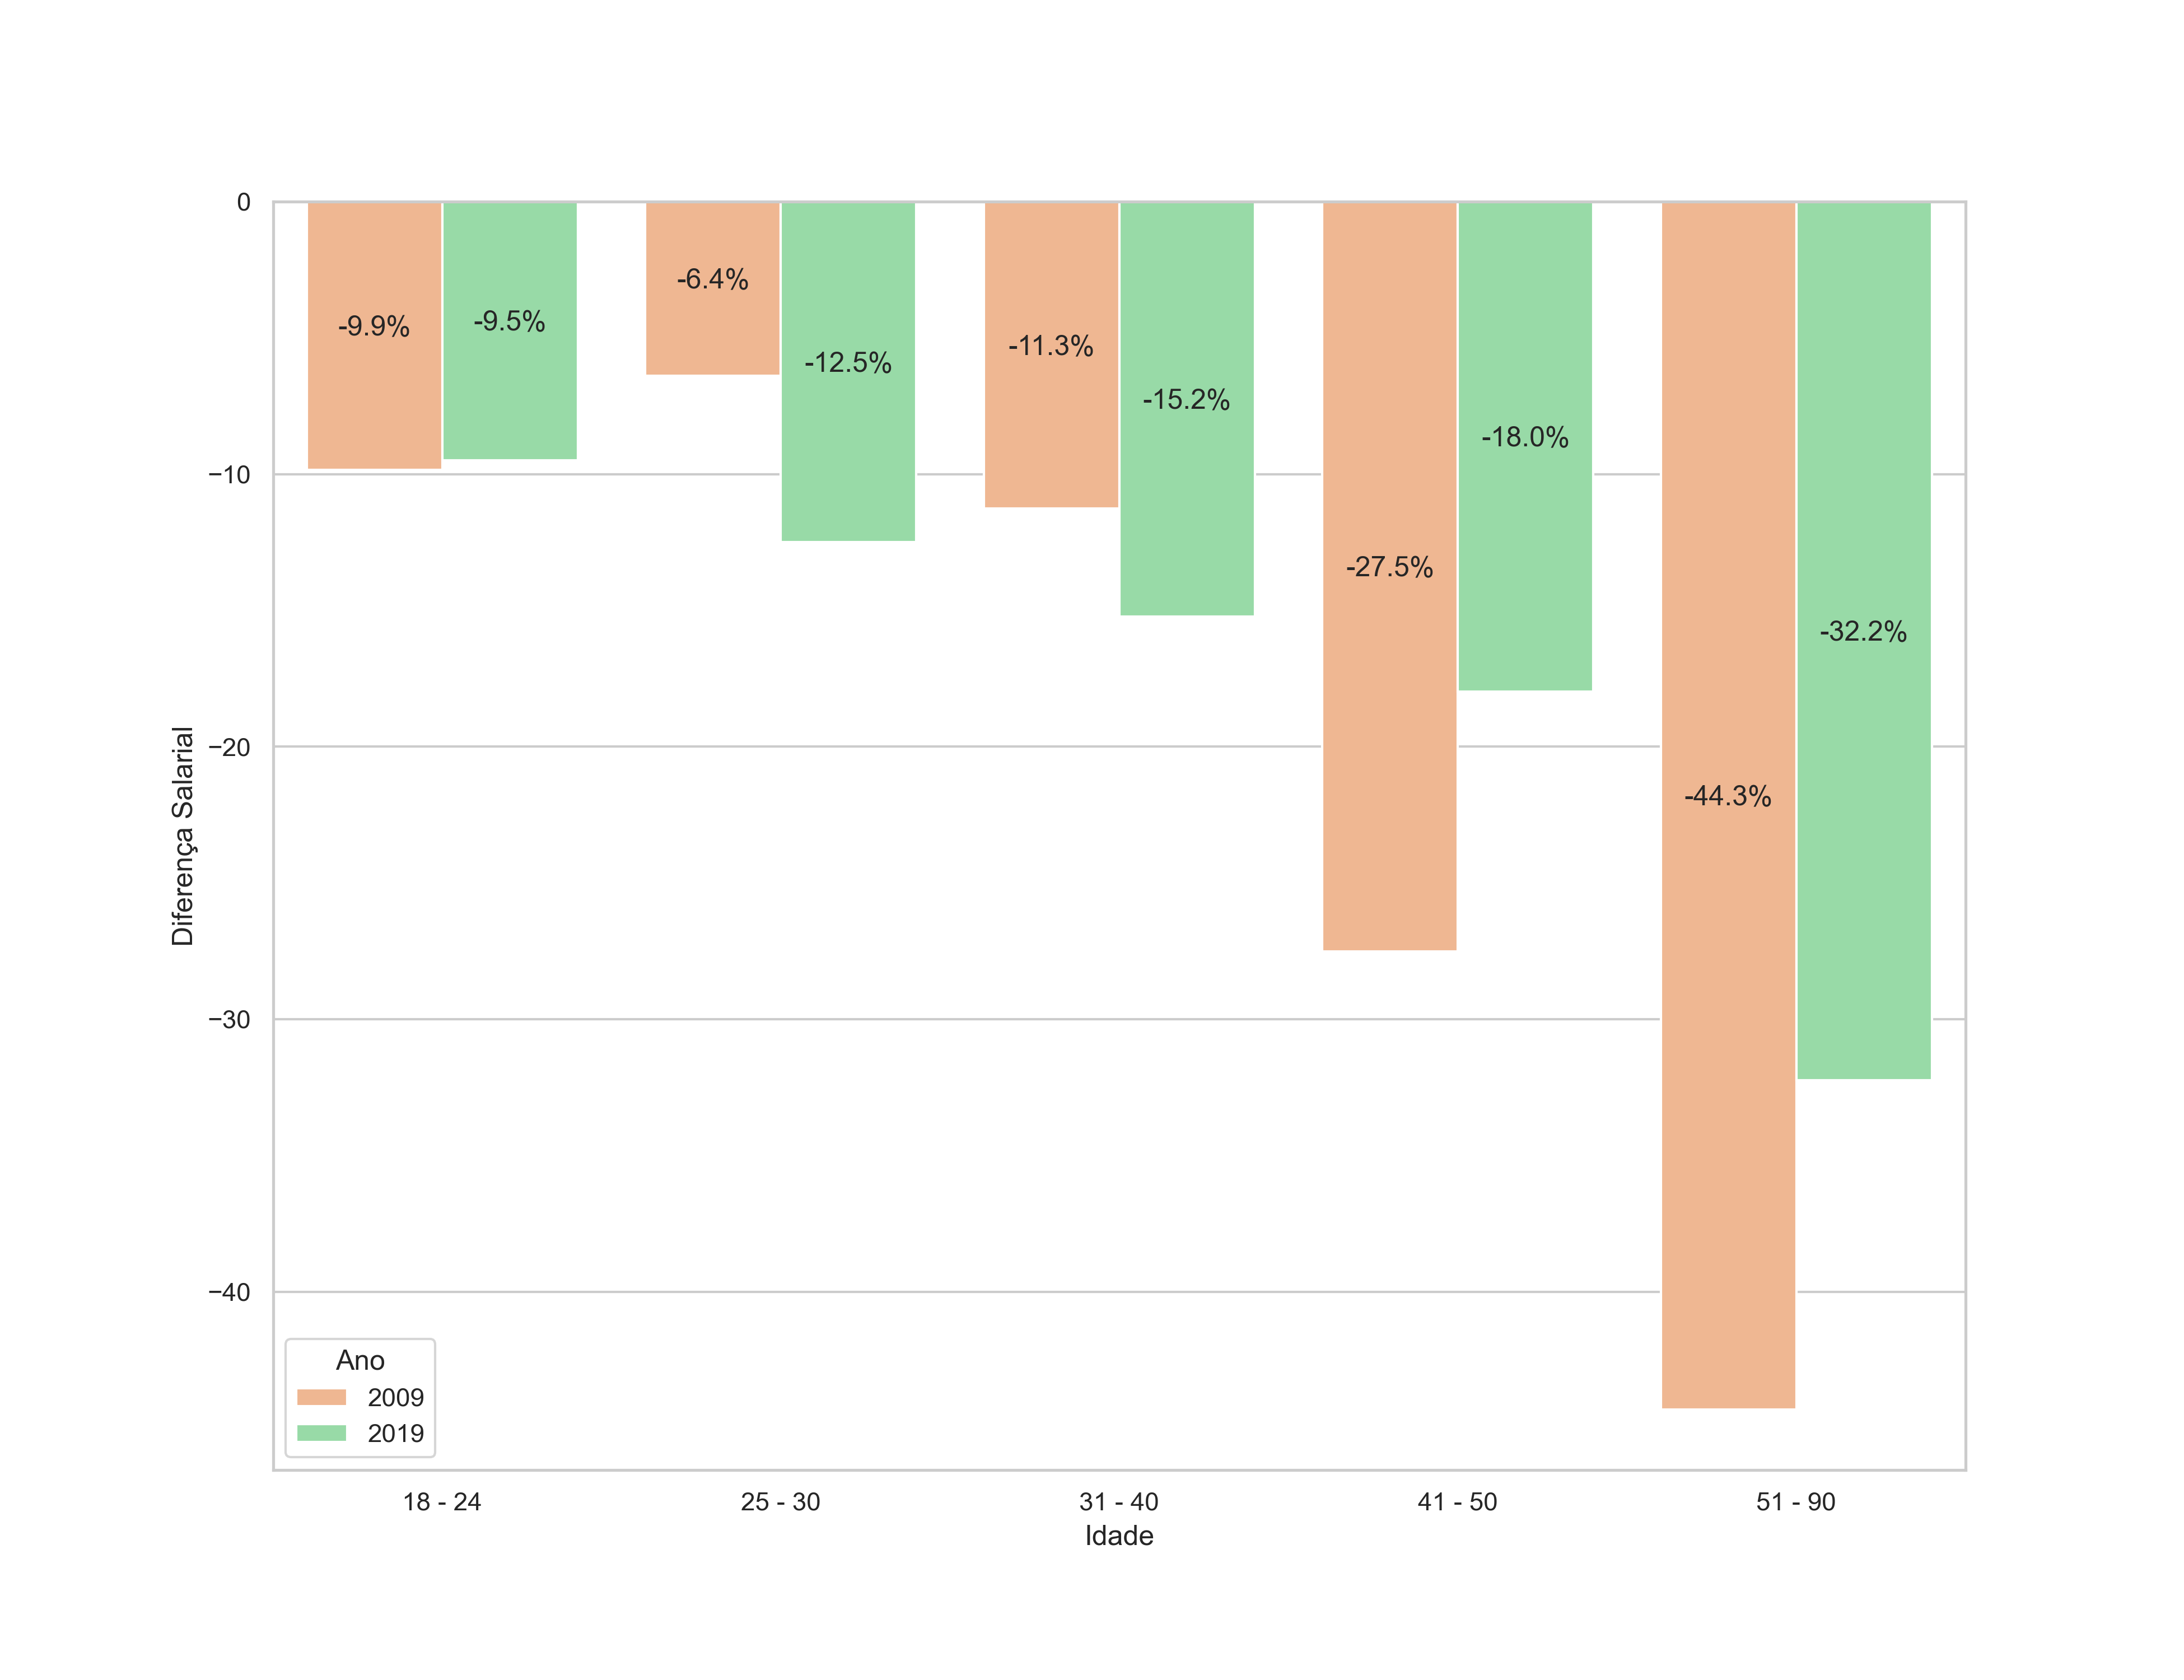 0
−10
−20
−30
−40
Diferença Salarial
-9.9%
-9.5%
-6.4%
-12.5%
-11.3%
-15.2%
-27.5%
-18.0%
-44.3%
-32.2%
Ano
2009
2019
18 - 24
25 - 30
31 - 40
41 - 50
51 - 90
Idade